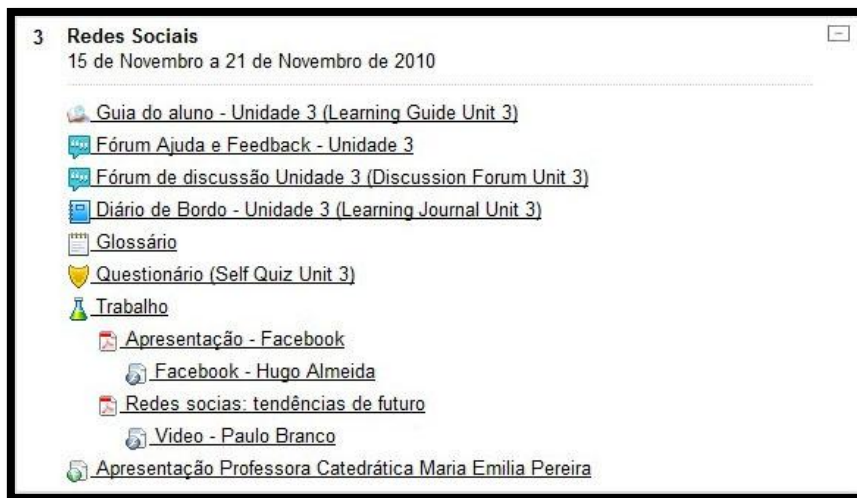 3 Redes Sociais
15 de Novembro a 21 de Novembro de 2010
Guia do aluno - Unidade 3 (Learning Guide Unit 3)
Fórum Ajuda e Feedback - Unidade 3
Fórum de discussão Unidade 3 (Discussion Forum Unit 3)
Diário de Bordo - Unidade 3 (Learning Journal Unit 3)
Glossário
Questionário (Self Quiz Unit 3)
Trabalho
Apresentação - Facebook
Facebook - Hugo Almeida
Redes socias: tendências de futuro
Video - Paulo Branco
Apresentação Professora Catedrática Maria Emilia Pereira